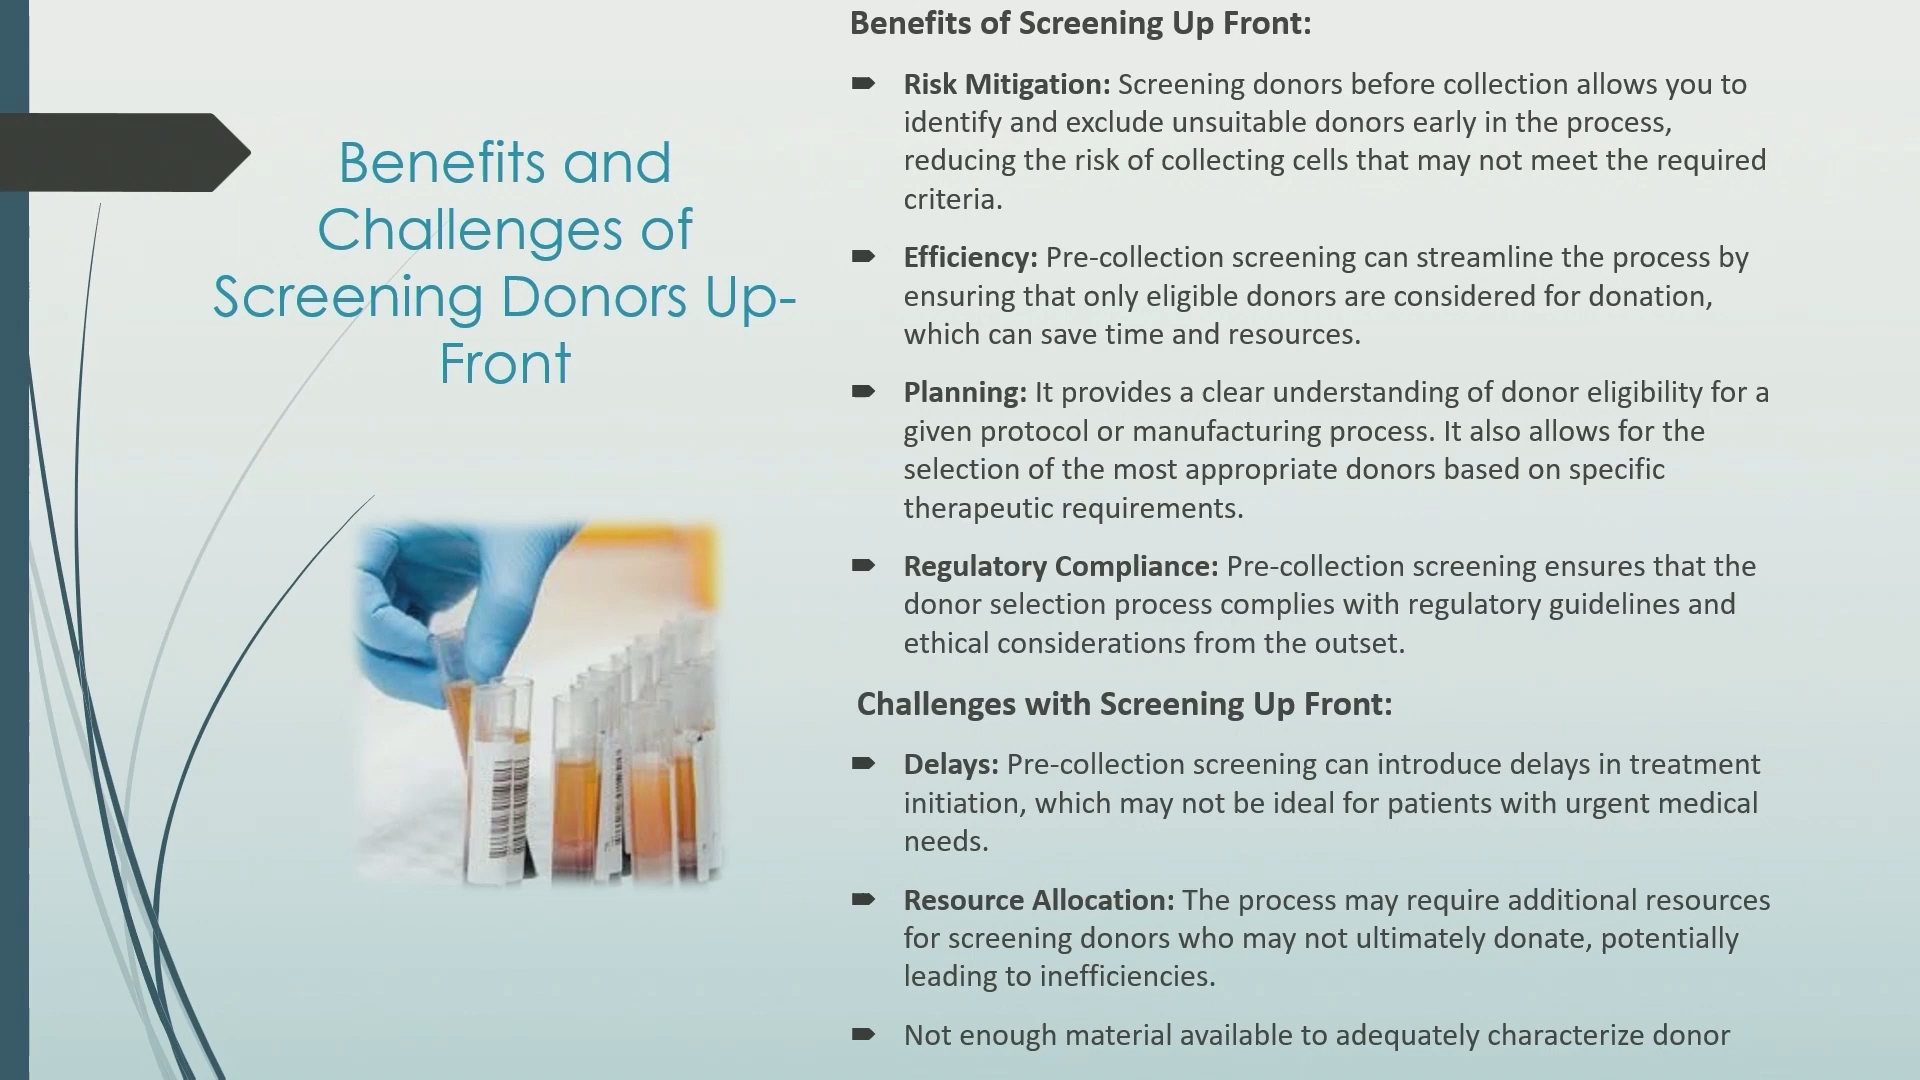 Benefits and
Challenges of
Screening Donors Up-
Front
Benefits of Screening Up Front:
Risk Mitigation: Screening donors before collection allows you to
identify and exclude unsuitable donors early in the process,
reducing the risk of collecting cells that may not meet the required
criteria.
Efficiency: Pre-collection screening can streamline the process by
ensuring that only eligible donors are considered for donation,
which can save time and resources.
Planning: It provides a clear understanding of donor eligibility for a
given protocol or manufacturing process. It also allows for the
selection of the most appropriate donors based on specific
therapeutic requirements.
Regulatory Compliance: Pre-collection screening ensures that the
donor selection process complies with regulatory guidelines and
ethical considerations from the outset.
Challenges with Screening Up Front:
Delays: Pre-collection screening can introduce delays in treatment
initiation, which may not be ideal for patients with urgent medical
needs.
Resource Allocation: The process may require additional resources
for screening donors who may not ultimately donate, potentially
leading to inefficiencies.
Not enough material available to adequately characterize donor